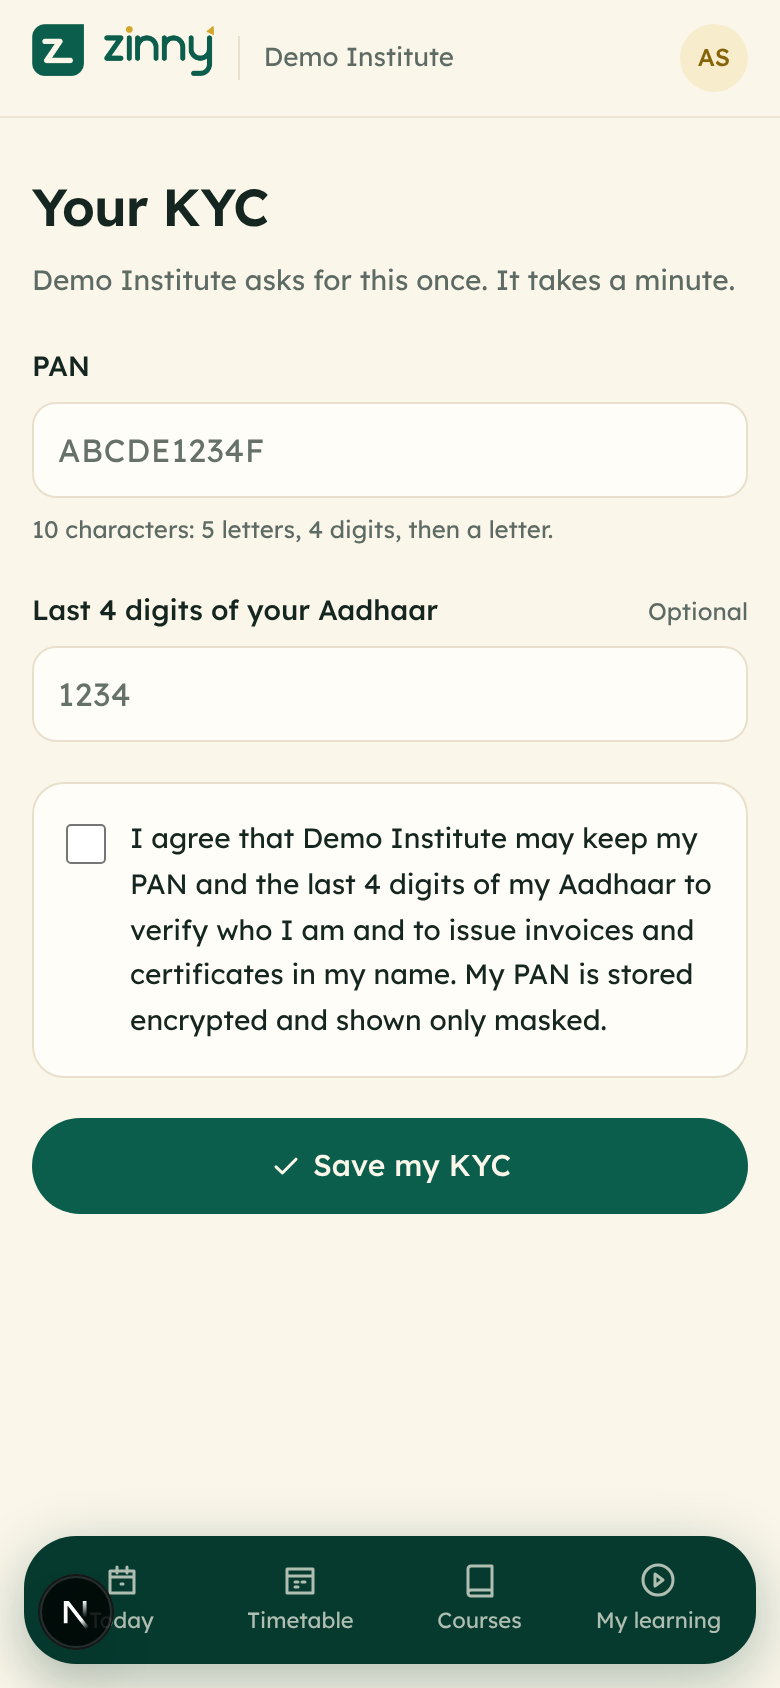 z zinny Demo Institute AS
Your KYC
Demo Institute asks for this once. It takes a minute.
PAN
ABCDE1234F
10 characters: 5 letters, 4 digits, then a letter.
Last 4 digits of your Aadhaar Optional
1234
I agree that Demo Institute may keep my
PAN and the last 4 digits of my Aadhaar to
verify who I am and to issue invoices and
certificates in my name. My PAN is stored
encrypted and shown only masked.
Save my KYC
N Today Timetable Courses My learning